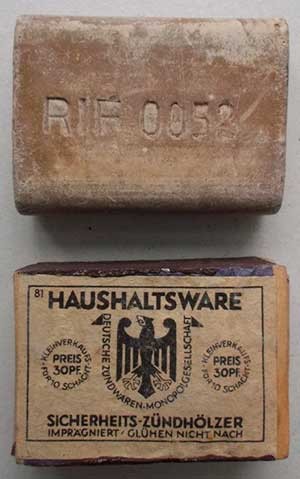 RIF 0052
81 HAUSHALTSWARE
DEUTSCHE ZÜNDWAREN-MONOPOLGESELLSCHAFT
KLEINVERKAUFS
PREIS
30PF.
FÜR 10 SCHACHT.
KLEINVERKAUFS
PREIS
30PF.
FÜR 10 SCHACHT.
SICHERHEITS-ZÜNDHÖLZER
IMPRÄGNIERT-GLÜHEN NICHT NACH